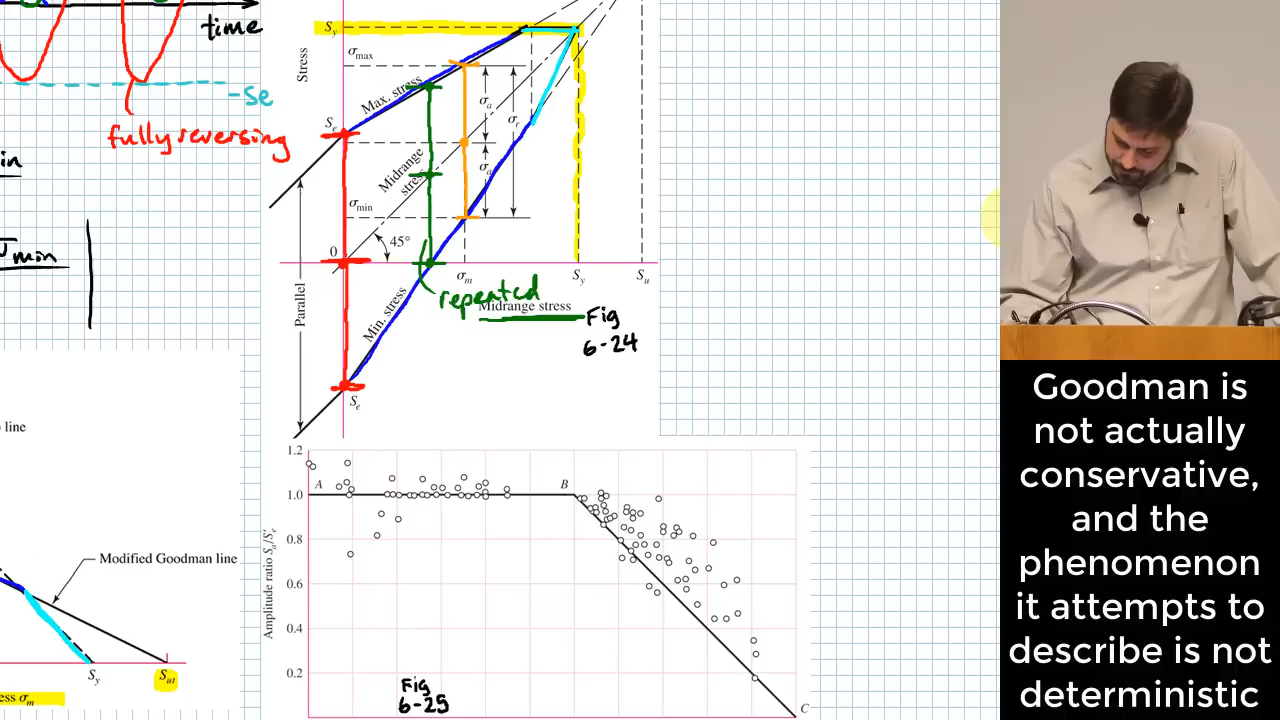 time
-Se
fully reversing
in
min
Stress
Sy
σmax
Max. stress
Se
Midrange
stress
σmin
σa
σr
σa
0
45°
σm
Sy
Su
repeated
Midrange stress
Parallel
Min. stress
Se
Fig
6-24
line
Modified Goodman line
Sy
Sut
ess σm
1.2
1.0
0.8
0.6
0.4
0.2
A
B
C
Amplitude ratio Sa/S'e
Fig
6-25
Goodman is
not actually
conservative,
and the
phenomenon
it attempts to
describe is not
deterministic